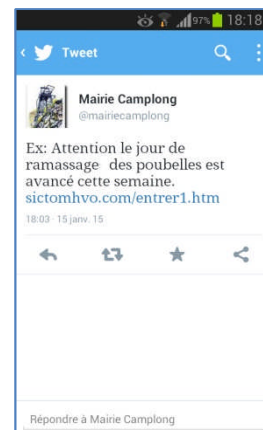 97% 18:18
Tweet
Mairie Camplong
@mairiecamplong
Ex: Attention le jour de
ramassage des poubelles est
avancé cette semaine.
sictomhvo.com/entrer1.htm
18:03 · 15 janv. 15
Répondre à Mairie Camplong